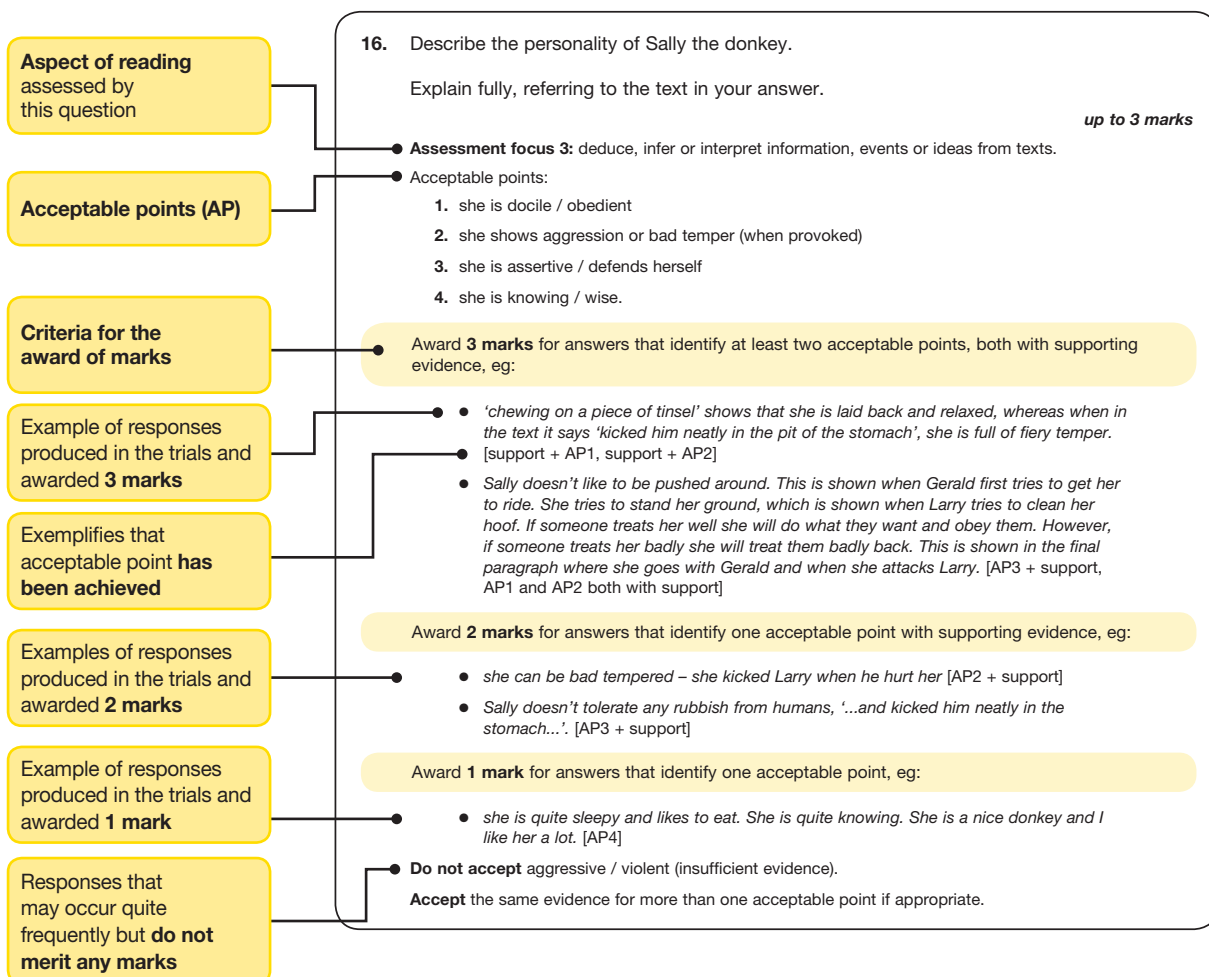 Aspect of reading
assessed by
this question
Acceptable points (AP)
Criteria for the
award of marks
Example of responses
produced in the trials and
awarded 3 marks
Exemplifies that
acceptable point has
been achieved
Examples of responses
produced in the trials and
awarded 2 marks
Example of responses
produced in the trials and
awarded 1 mark
Responses that
may occur quite
frequently but do not
merit any marks
16. Describe the personality of Sally the donkey.
Explain fully, referring to the text in your answer.
up to 3 marks
● Assessment focus 3: deduce, infer or interpret information, events or ideas from texts.
● Acceptable points:
1. she is docile / obedient
2. she shows aggression or bad temper (when provoked)
3. she is assertive / defends herself
4. she is knowing / wise.
Award 3 marks for answers that identify at least two acceptable points, both with supporting
evidence, eg:
● ‘chewing on a piece of tinsel’ shows that she is laid back and relaxed, whereas when in
the text it says ‘kicked him neatly in the pit of the stomach’, she is full of fiery temper.
[support + AP1, support + AP2]
● Sally doesn’t like to be pushed around. This is shown when Gerald first tries to get her
to ride. She tries to stand her ground, which is shown when Larry tries to clean her
hoof. If someone treats her well she will do what they want and obey them. However,
if someone treats her badly she will treat them badly back. This is shown in the final
paragraph where she goes with Gerald and when she attacks Larry. [AP3 + support,
AP1 and AP2 both with support]
Award 2 marks for answers that identify one acceptable point with supporting evidence, eg:
● she can be bad tempered – she kicked Larry when he hurt her [AP2 + support]
● Sally doesn’t tolerate any rubbish from humans, ‘...and kicked him neatly in the
stomach...’. [AP3 + support]
Award 1 mark for answers that identify one acceptable point, eg:
● she is quite sleepy and likes to eat. She is quite knowing. She is a nice donkey and I
like her a lot. [AP4]
Do not accept aggressive / violent (insufficient evidence).
Accept the same evidence for more than one acceptable point if appropriate.